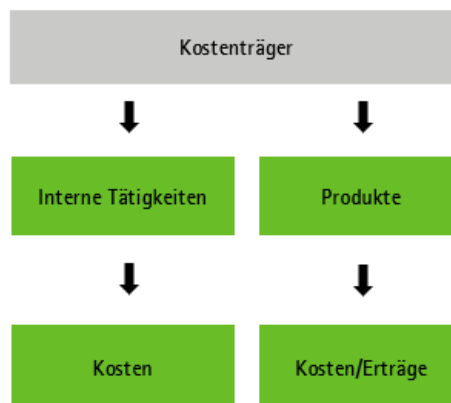 Kostenträger
Interne Tätigkeiten
Produkte
Kosten
Kosten/Erträge